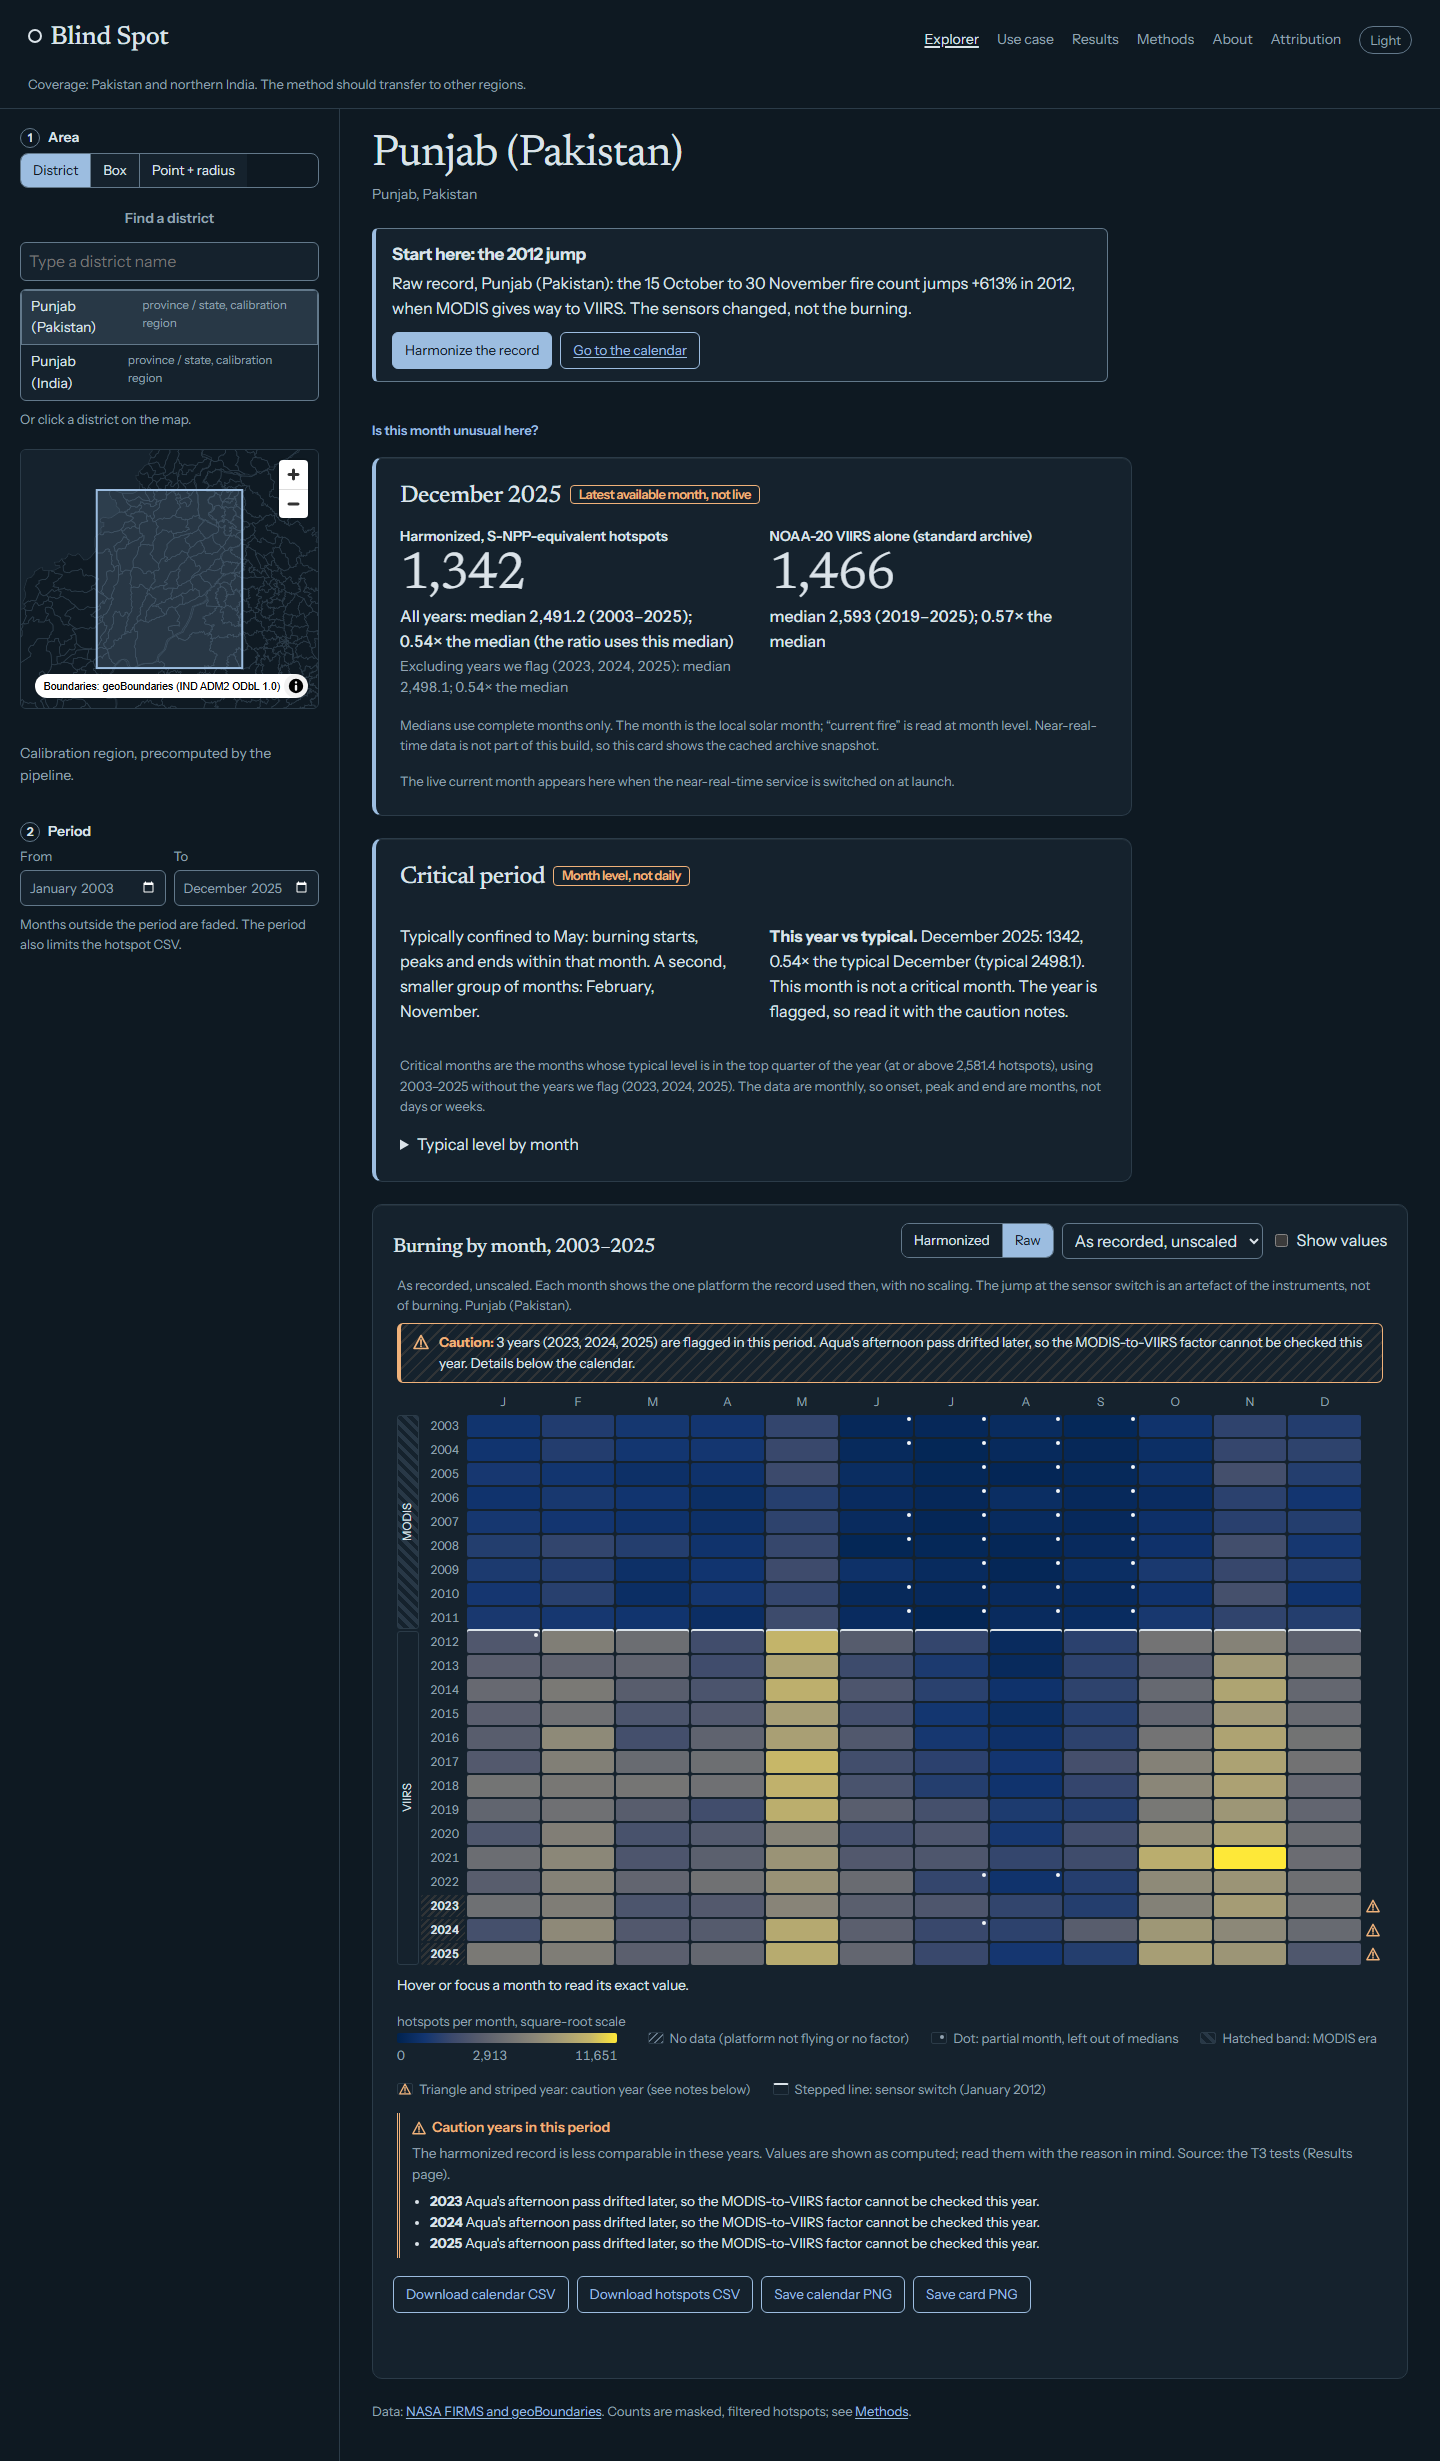 Blind Spot
Explorer
Use case
Results
Methods
About
Attribution
Light
Coverage: Pakistan and northern India. The method should transfer to other regions.
1 Area
District
Box
Point + radius
Find a district
Type a district name
Punjab (Pakistan)
province / state, calibration region
Punjab (India)
province / state, calibration region
Or click a district on the map.
+
−
Boundaries: geoBoundaries (IND ADM2 ODbL 1.0)
Calibration region, precomputed by the
pipeline.
2 Period
From
To
January 2003
December 2025
Months outside the period are faded. The period
also limits the hotspot CSV.
Punjab (Pakistan)
Punjab, Pakistan
Start here: the 2012 jump
Raw record, Punjab (Pakistan): the 15 October to 30 November fire count jumps +613% in 2012,
when MODIS gives way to VIIRS. The sensors changed, not the burning.
Harmonize the record
Go to the calendar
Is this month unusual here?
December 2025
Latest available month, not live
Harmonized, S-NPP-equivalent hotspots
1,342
All years: median 2,491.2 (2003–2025);
0.54× the median (the ratio uses this median)
Excluding years we flag (2023, 2024, 2025): median
2,498.1; 0.54× the median
NOAA-20 VIIRS alone (standard archive)
1,466
median 2,593 (2019–2025); 0.57× the
median
Medians use complete months only. The month is the local solar month; “current fire” is read at month level. Near-real-
time data is not part of this build, so this card shows the cached archive snapshot.
The live current month appears here when the near-real-time service is switched on at launch.
Critical period
Month level, not daily
Typically confined to May: burning starts,
peaks and ends within that month. A second,
smaller group of months: February,
November.
This year vs typical. December 2025: 1342,
0.54× the typical December (typical 2498.1).
This month is not a critical month. The year is
flagged, so read it with the caution notes.
Critical months are the months whose typical level is in the top quarter of the year (at or above 2,581.4 hotspots), using
2003–2025 without the years we flag (2023, 2024, 2025). The data are monthly, so onset, peak and end are months, not
days or weeks.
Typical level by month
Burning by month, 2003–2025
Harmonized
Raw
As recorded, unscaled
Show values
As recorded, unscaled. Each month shows the one platform the record used then, with no scaling. The jump at the sensor switch is an artefact of the instruments, not
of burning. Punjab (Pakistan).
Caution: 3 years (2023, 2024, 2025) are flagged in this period. Aqua's afternoon pass drifted later, so the MODIS-to-VIIRS factor cannot be checked this
year. Details below the calendar.
J F M A M J J A S O N D
MODIS
2003
2004
2005
2006
2007
2008
2009
2010
2011
VIIRS
2012
2013
2014
2015
2016
2017
2018
2019
2020
2021
2022
2023
2024
2025
Hover or focus a month to read its exact value.
hotspots per month, square-root scale
0 2,913 11,651
No data (platform not flying or no factor)
Dot: partial month, left out of medians
Hatched band: MODIS era
Triangle and striped year: caution year (see notes below)
Stepped line: sensor switch (January 2012)
Caution years in this period
The harmonized record is less comparable in these years. Values are shown as computed; read them with the reason in mind. Source: the T3 tests (Results
page).
• 2023 Aqua's afternoon pass drifted later, so the MODIS-to-VIIRS factor cannot be checked this year.
• 2024 Aqua's afternoon pass drifted later, so the MODIS-to-VIIRS factor cannot be checked this year.
• 2025 Aqua's afternoon pass drifted later, so the MODIS-to-VIIRS factor cannot be checked this year.
Download calendar CSV
Download hotspots CSV
Save calendar PNG
Save card PNG
Data: NASA FIRMS and geoBoundaries. Counts are masked, filtered hotspots; see Methods.